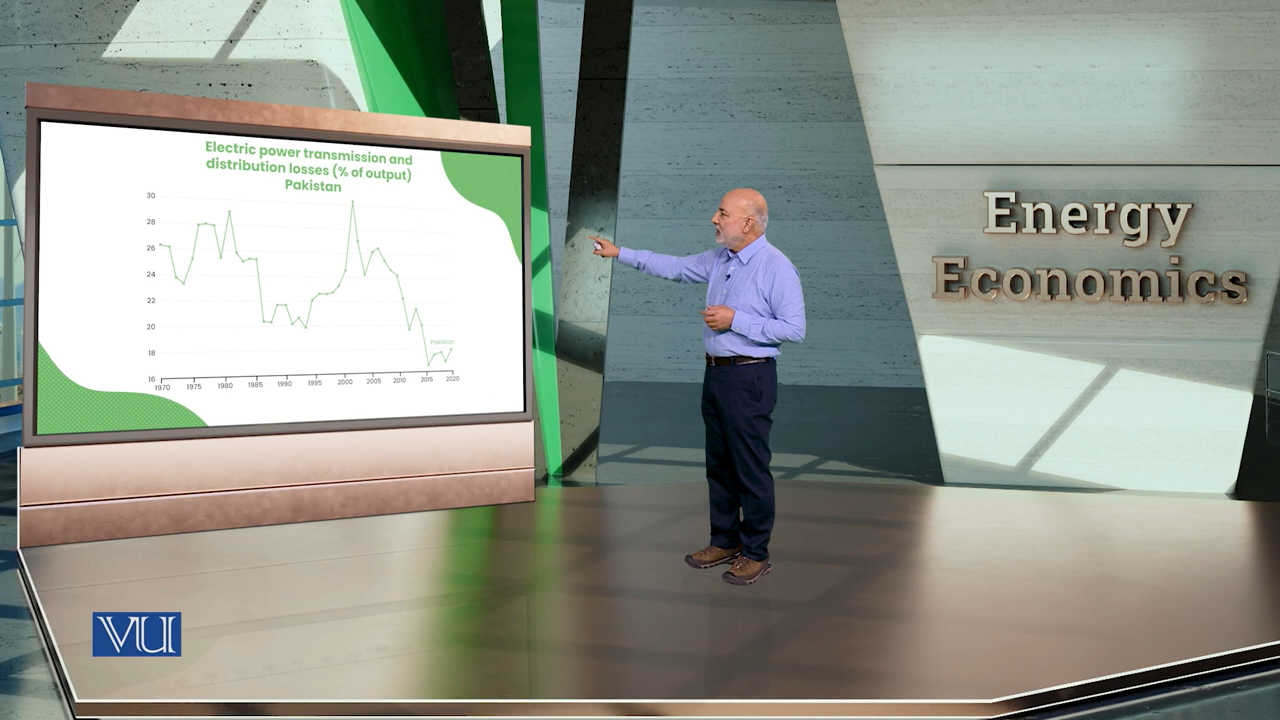 Electric power transmission and
distribution losses (% of output)
Pakistan
30
28
26
24
22
20
18
16
Pakistan
1970 1975 1980 1985 1990 1995 2000 2005 2010 2015 2020
Energy
Economics
VU